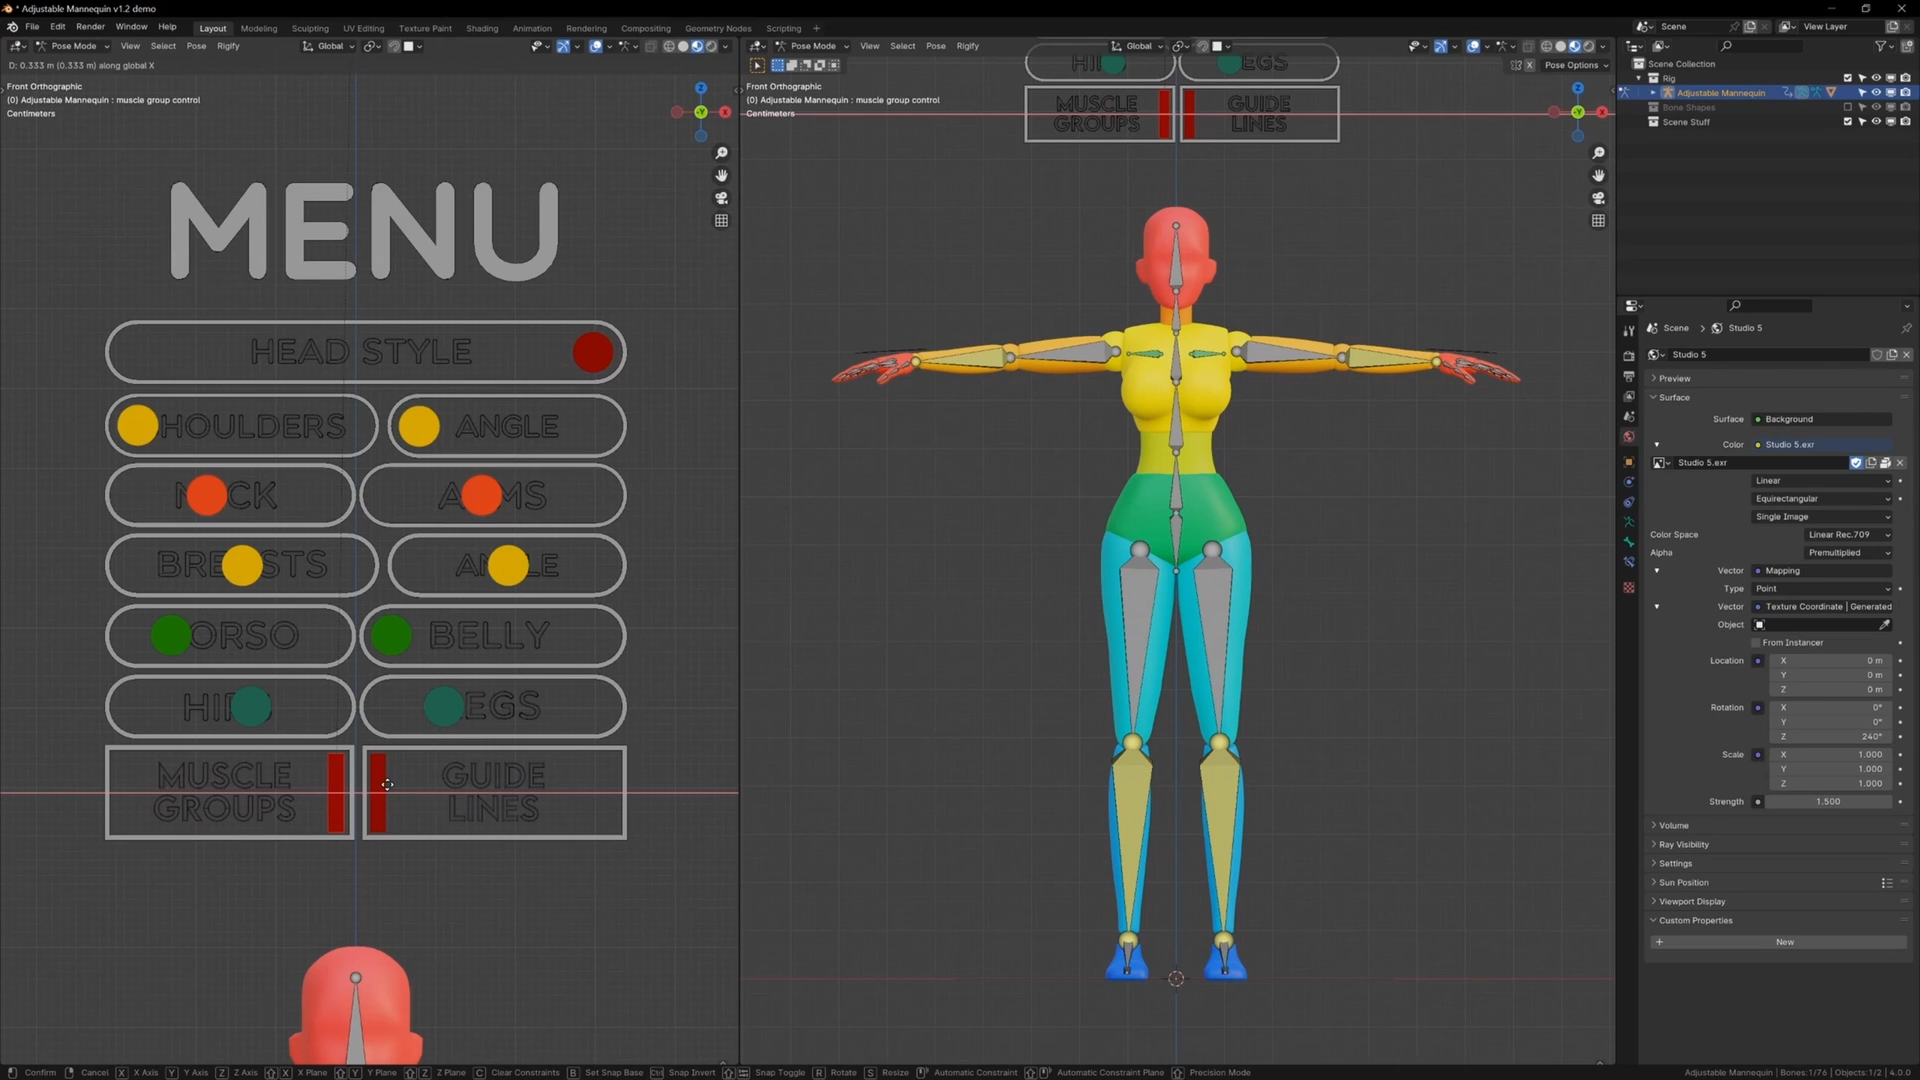 * Adjustable Mannequin v1.2 demo
File Edit Render Window Help Layout Modeling Sculpting UV Editing Texture Paint Shading Animation Rendering Compositing Geometry Nodes Scripting Scene View Layer
Pose Mode View Select Pose Rigify Global
D: 0.333 m (0.333 m) along global X
Front Orthographic
(0) Adjustable Mannequin : muscle group control
Centimeters
MENU
HEAD STYLE
HOULDERS ANGLE
N CK A MS
BRE STS AN LE
ORSO BELLY
HIP EGS
MUSCLE
GROUPS
GUIDE
LINES
Pose Mode View Select Pose Rigify Global
Pose Options
X
Front Orthographic
(0) Adjustable Mannequin : muscle group control
Centimeters
HI EGS
MUSCLE
GROUPS
GUIDE
LINES
Scene Collection
Rig
Adjustable Mannequin
Bone Shapes
Scene Stuff
Scene Studio 5
Studio 5
Preview
Surface
Surface Background
Color Studio 5.exr
Studio 5.exr
Linear
Equirectangular
Single Image
Color Space Linear Rec.709
Alpha Premultiplied
Vector Mapping
Type Point
Vector Texture Coordinate | Generated
Object
From Instancer
Location X 0 m
Y 0 m
Z 0 m
Rotation X 0°
Y 0°
Z 240°
Scale X 1.000
Y 1.000
Z 1.000
Strength 1.500
Volume
Ray Visibility
Settings
Sun Position
Viewport Display
Custom Properties
New
Confirm Cancel X X Axis Y Y Axis Z Z Axis X X Plane Y Y Plane Z Z Plane C Clear Constraints B Set Snap Base Ctrl Snap Invert Snap Toggle R Rotate S Resize Automatic Constraint Automatic Constraint Plane Precision Mode
Adjustable Mannequin | Bones:1/76 | Objects:1/2 | 4.0.0